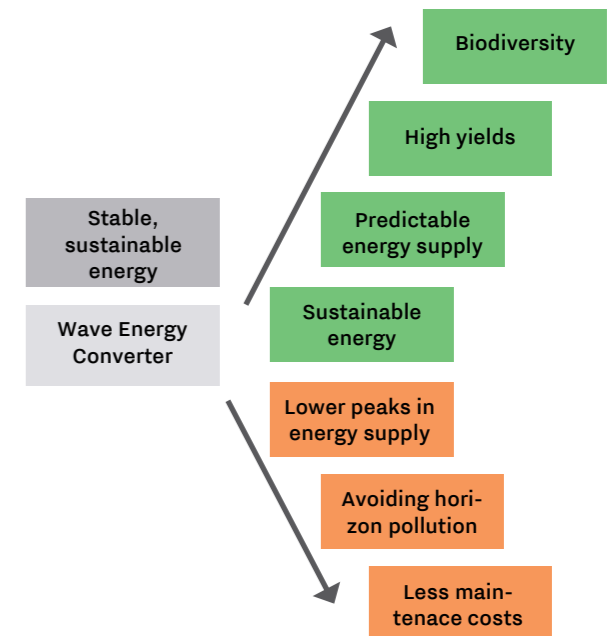 Biodiversity
High yields
Stable,
sustainable
energy
Predictable
energy supply
Wave Energy
Converter
Sustainable
energy
Lower peaks in
energy supply
Avoiding hori-
zon pollution
Less main-
tenace costs